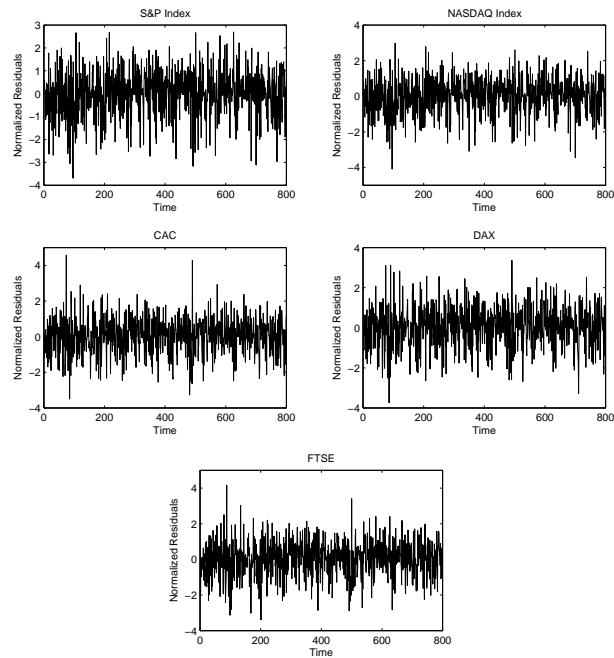 S&P Index
3
2
1
0
−1
−2
−3
−4
0 200 400 600 800
Normalized Residuals
Time
NASDAQ Index
4
2
0
−2
−4
0 200 400 600 800
Normalized Residuals
Time
CAC
4
2
0
−2
−4
0 200 400 600 800
Normalized Residuals
Time
DAX
4
2
0
−2
−4
0 200 400 600 800
Normalized Residuals
Time
FTSE
4
2
0
−2
−4
0 200 400 600 800
Normalized Residuals
Time